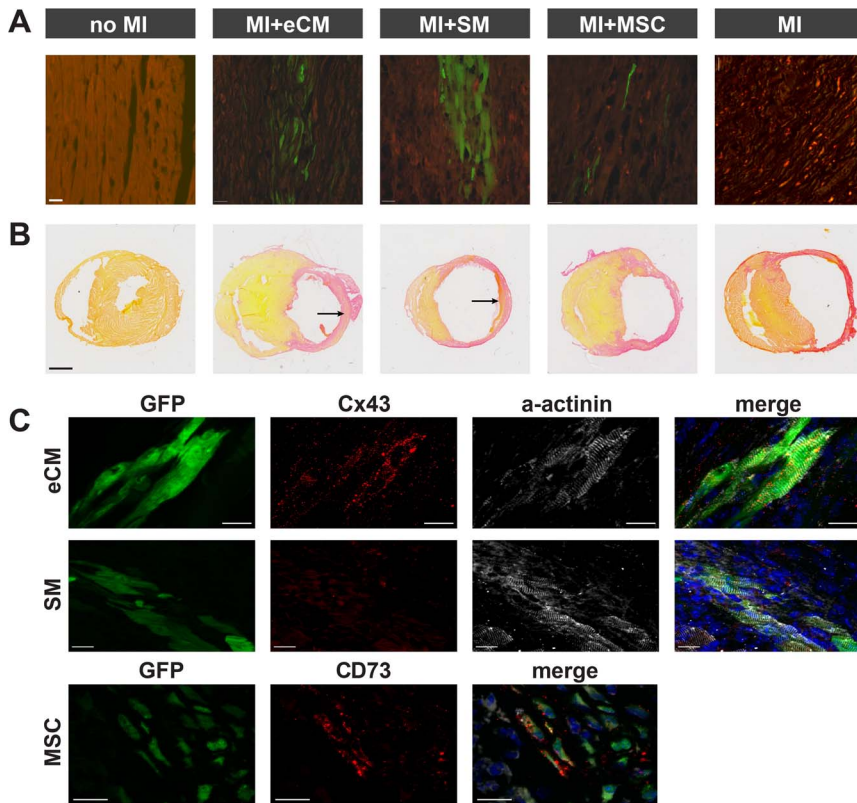 A
no MI
MI+eCM
MI+SM
MI+MSC
MI
B
C
GFP
Cx43
a-actinin
merge
eCM
SM
GFP
CD73
merge
MSC